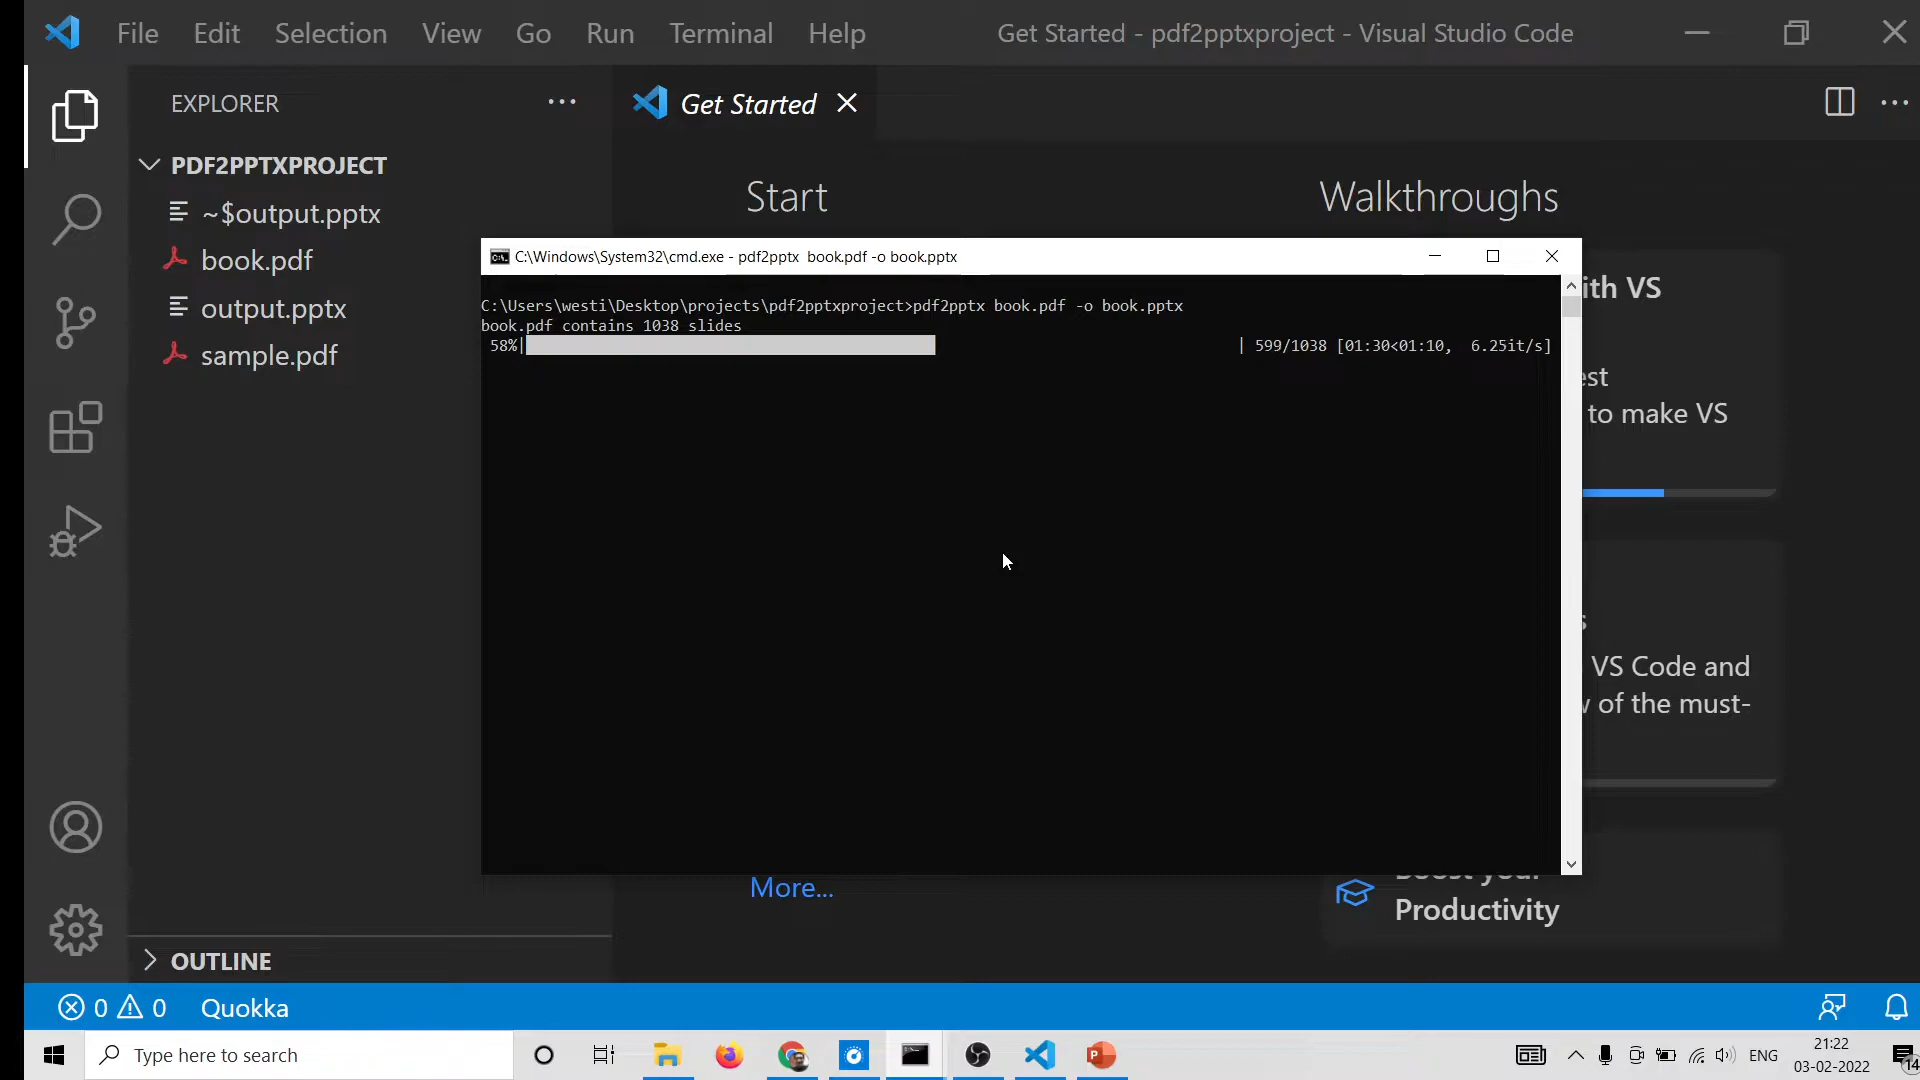 File Edit Selection View Go Run Terminal Help
Get Started - pdf2pptxproject - Visual Studio Code
EXPLORER
Get Started
PDF2PPTXPROJECT
~$output.pptx
book.pdf
output.pptx
sample.pdf
Start
Walkthroughs
C:\Windows\System32\cmd.exe - pdf2pptx  book.pdf -o book.pptx
C:\Users\westi\Desktop\projects\pdf2pptxproject>pdf2pptx book.pdf -o book.pptx
book.pdf contains 1038 slides
58%| | 599/1038 [01:30<01:10,  6.25it/s]
ith VS
est
to make VS
s
VS Code and
w of the must-
More...
Boost your
Productivity
OUTLINE
0 0 Quokka
Type here to search
ENG
21:22
03-02-2022
14